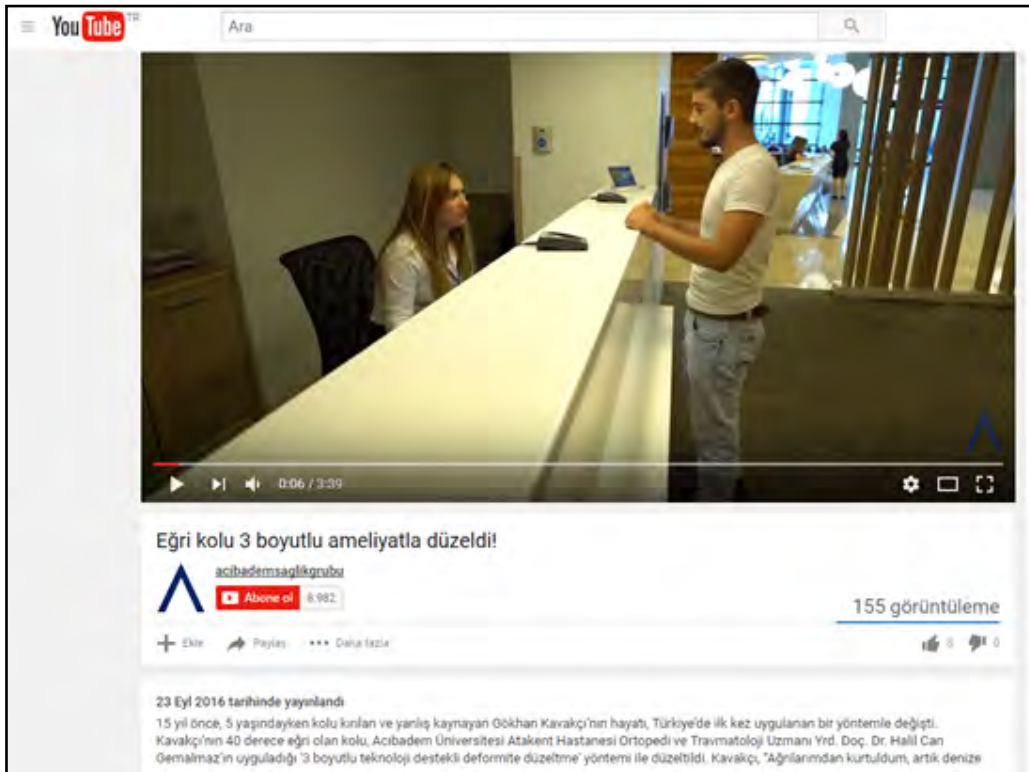 YouTube TR
Ara
0:06 / 3:39
Eğri kolu 3 boyutlu ameliyatla düzeldi!
acibademsaglikgrubu
Abone ol 8.982
155 görüntüleme
Ekle Paylaş Daha fazla 8 0
23 Eyl 2016 tarihinde yayınlandı
15 yıl önce, 5 yaşındayken kolu kırılan ve yanlış kaynayan Gökhan Kavakçı'nın hayatı, Türkiye'de ilk kez uygulanan bir yöntemle değişti.
Kavakçı'nın 40 derece eğri olan kolu, Acıbadem Üniversitesi Atakent Hastanesi Ortopedi ve Travmatoloji Uzmanı Yrd. Doç. Dr. Halil Can
Gemalmaz'ın uyguladığı '3 boyutlu teknoloji destekli deformite düzeltme' yöntemi ile düzeltildi. Kavakçı, "Ağrılarımdan kurtuldum, artık denize